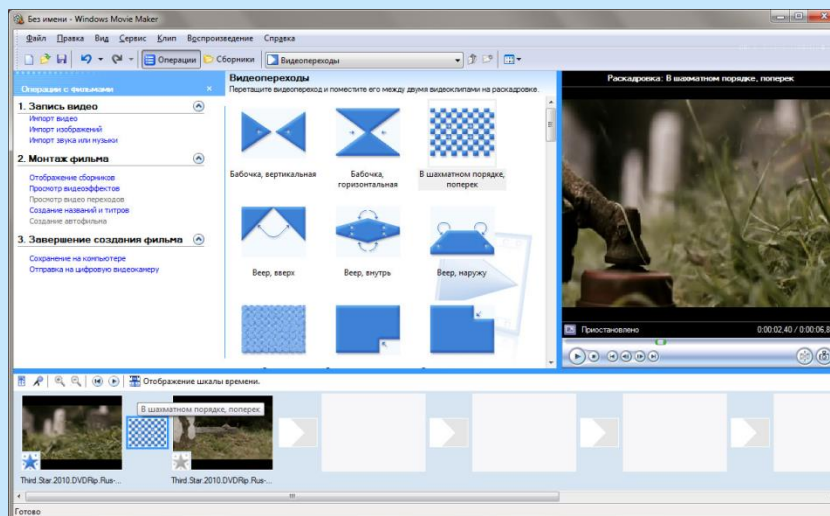 Без имени - Windows Movie Maker
Файл Правка Вид Сервис Клип Воспроизведение Справка
Операции Сборники Видеопереходы
Операции с фильмами
1. Запись видео
Импорт видео
Импорт изображений
Импорт звука или музыки
2. Монтаж фильма
Отображение сборников
Просмотр видеоэффектов
Просмотр видео переходов
Создание названий и титров
Создание автофильма
3. Завершение создания фильма
Сохранение на компьютере
Отправка на цифровую видеокамеру
Видеопереходы
Перетащите видеопереход и поместите его между двумя видеоклипами на раскадровке.
Бабочка, вертикальная
Бабочка, горизонтальная
В шахматном порядке, поперек
Веер, вверх
Веер, внутрь
Веер, наружу
Раскадровка: В шахматном порядке, поперек
Приостановлено 0:00:02,40 / 0:00:06,8
Отображение шкалы времени.
В шахматном порядке, поперек
Third.Star.2010.DVDRip.Rus-... Third.Star.2010.DVDRip.Rus-...
Готово